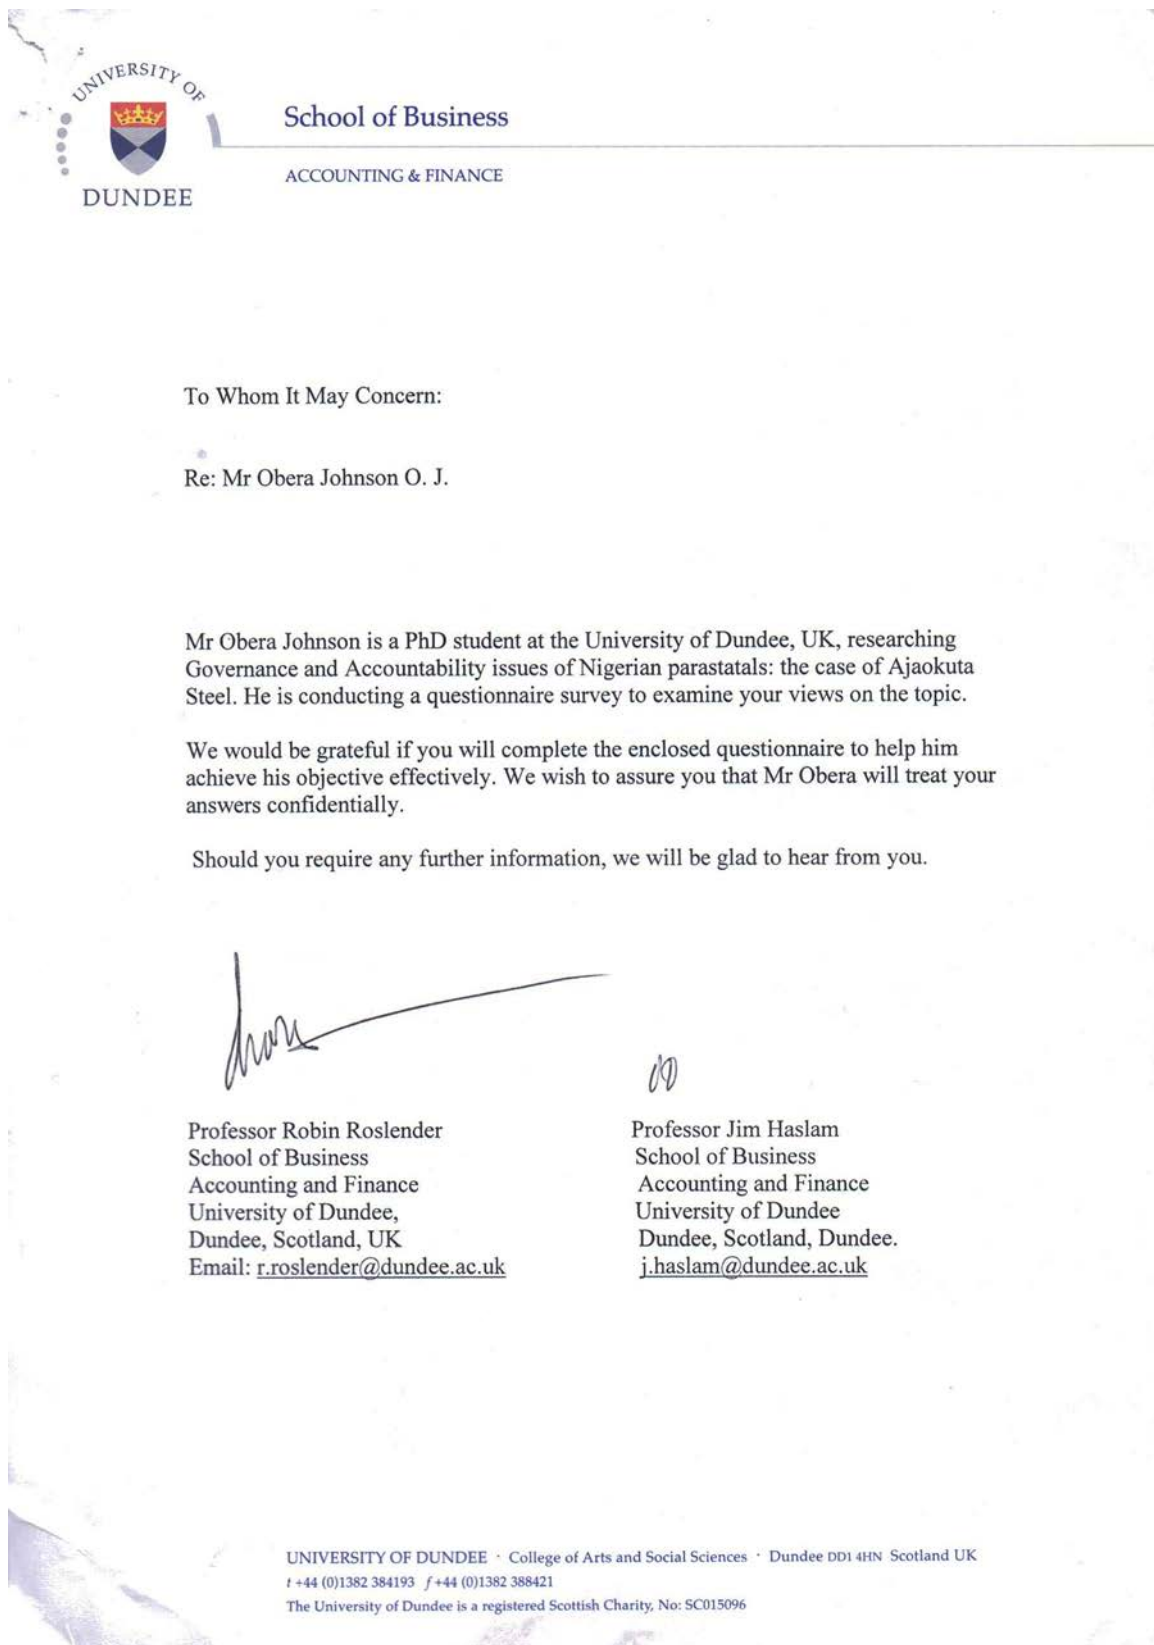 UNIVERSITY OF
DUNDEE
School of Business
ACCOUNTING & FINANCE
To Whom It May Concern:
Re: Mr Obera Johnson O. J.
Mr Obera Johnson is a PhD student at the University of Dundee, UK, researching
Governance and Accountability issues of Nigerian parastatals: the case of Ajaokuta
Steel. He is conducting a questionnaire survey to examine your views on the topic.
We would be grateful if you will complete the enclosed questionnaire to help him
achieve his objective effectively. We wish to assure you that Mr Obera will treat your
answers confidentially.
Should you require any further information, we will be glad to hear from you.
Professor Robin Roslender
School of Business
Accounting and Finance
University of Dundee,
Dundee, Scotland, UK
Email: r.roslender@dundee.ac.uk
Professor Jim Haslam
School of Business
Accounting and Finance
University of Dundee
Dundee, Scotland, Dundee.
j.haslam@dundee.ac.uk
UNIVERSITY OF DUNDEE · College of Arts and Social Sciences · Dundee DD1 4HN Scotland UK
t +44 (0)1382 384193 f +44 (0)1382 388421
The University of Dundee is a registered Scottish Charity, No: SC015096